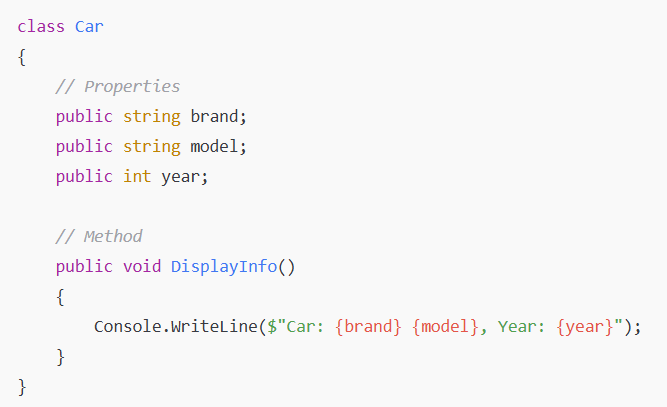 class Car
{
    // Properties
    public string brand;
    public string model;
    public int year;

    // Method
    public void DisplayInfo()
    {
        Console.WriteLine($"Car: {brand} {model}, Year: {year}");
    }
}